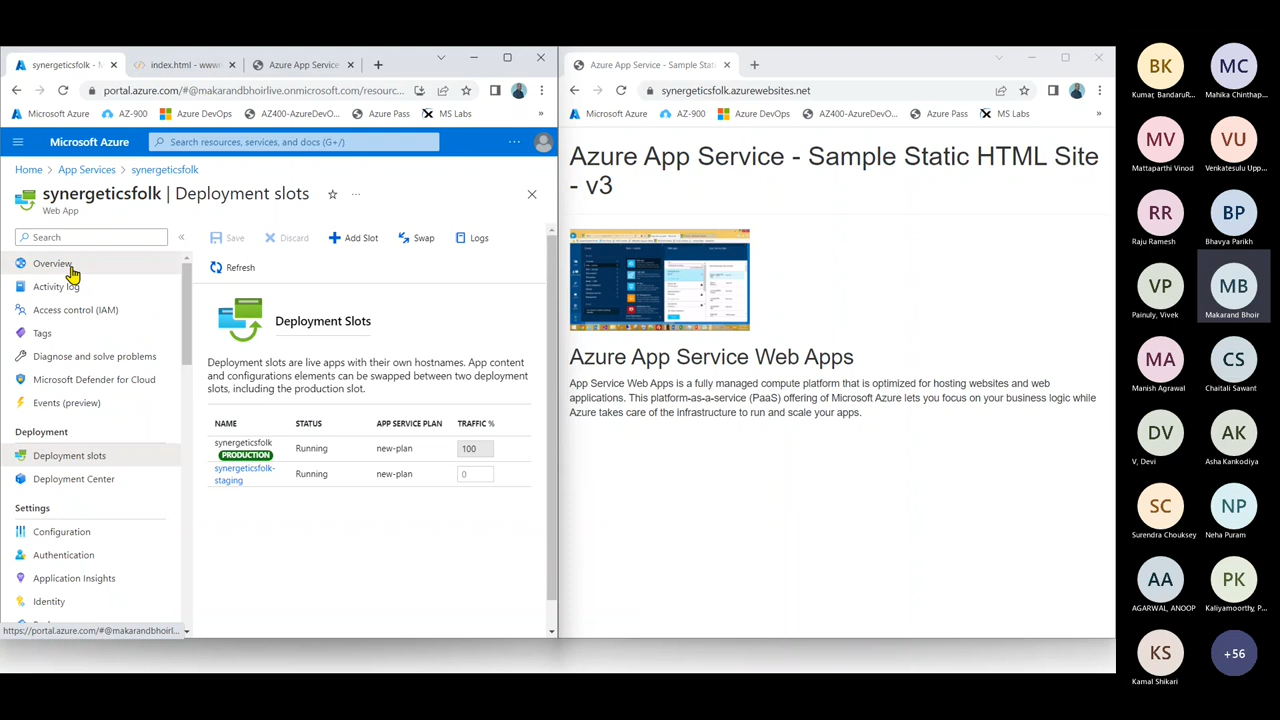 synergeticsfolk - M
index.html - www
Azure App Service
portal.azure.com/#@makarandbhoirlive.onmicrosoft.com/resourc...
Microsoft Azure
AZ-900
Azure DevOps
AZ400-AzureDevO...
Azure Pass
MS Labs
Microsoft Azure
Search resources, services, and docs (G+/)
Home
App Services
synergeticsfolk
synergeticsfolk | Deployment slots
Web App
Search
Overview
Activity log
Access control (IAM)
Tags
Diagnose and solve problems
Microsoft Defender for Cloud
Events (preview)
Deployment
Deployment slots
Deployment Center
Settings
Configuration
Authentication
Application Insights
Identity
https://portal.azure.com/#@makarandbhoirl...
Save
Discard
Add Slot
Swap
Logs
Refresh
Deployment Slots
Deployment slots are live apps with their own hostnames. App content
and configurations elements can be swapped between two deployment
slots, including the production slot.
NAME STATUS APP SERVICE PLAN TRAFFIC %
synergeticsfolk Running new-plan 100
PRODUCTION
synergeticsfolk- Running new-plan 0
staging
Azure App Service - Sample Stati
synergeticsfolk.azurewebsites.net
Microsoft Azure
AZ-900
Azure DevOps
AZ400-AzureDevO...
Azure Pass
MS Labs
»
Azure App Service - Sample Static HTML Site
- v3
Azure App Service Web Apps
App Service Web Apps is a fully managed compute platform that is optimized for hosting websites and web
applications. This platform-as-a-service (PaaS) offering of Microsoft Azure lets you focus on your business logic while
Azure takes care of the infrastructure to run and scale your apps.
BK
Kumar, BandaruR...
MC
Mahika Chinthap...
MV
Mattaparthi Vinod
VU
Venkatesulu Upp...
RR
Raju Ramesh
BP
Bhavya Parikh
VP
Painuly, Vivek
MB
Makarand Bhoir
MA
Manish Agrawal
CS
Chaitali Sawant
DV
V, Devi
AK
Asha Kankodiya
SC
Surendra Chouksey
NP
Neha Puram
AA
AGARWAL, ANOOP
PK
Kaliyamoorthy, P...
KS
Kamal Shikari
+56